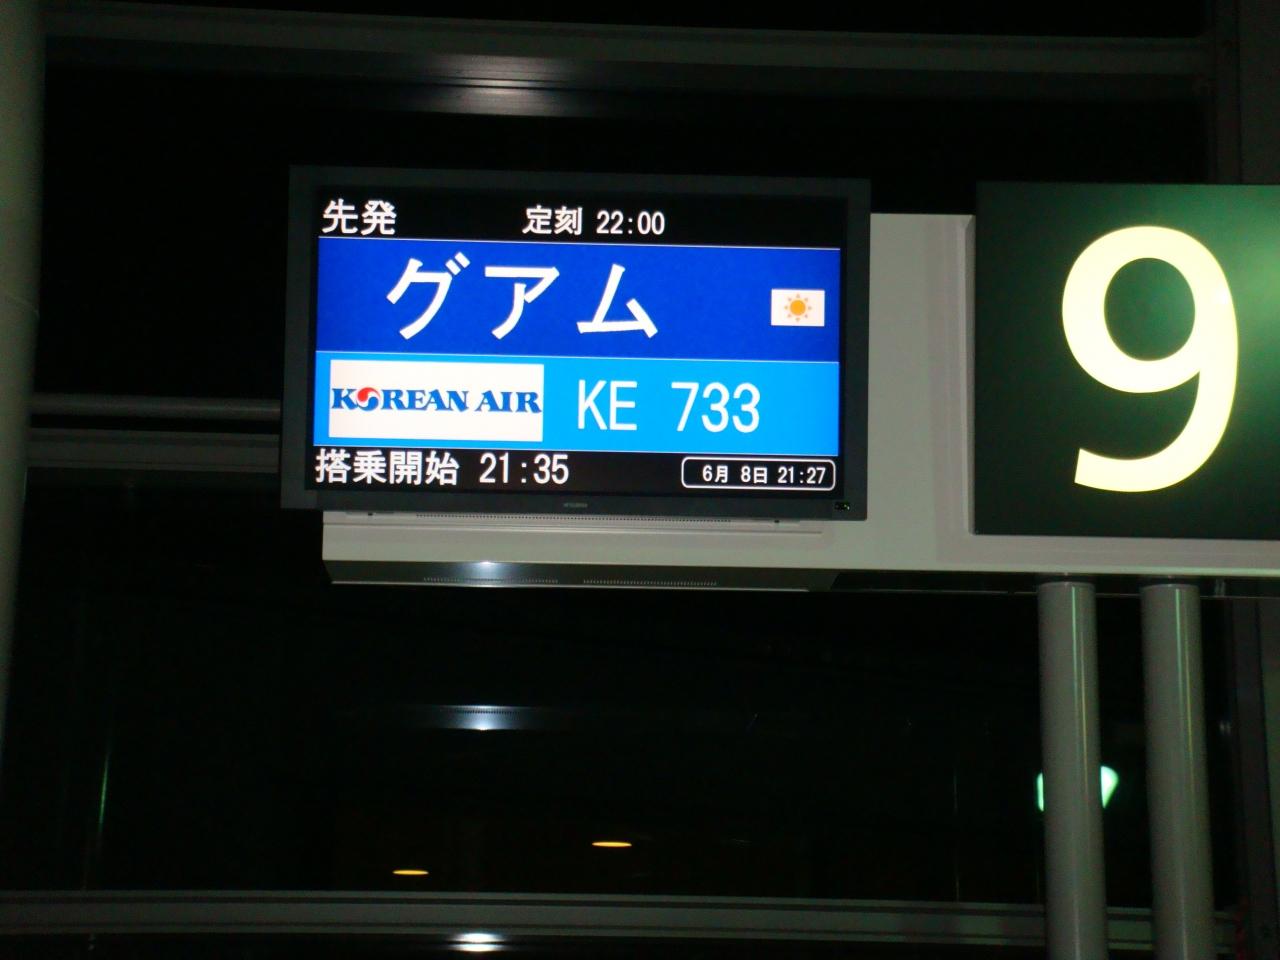 先発 定刻 22:00
グアム
KOREAN AIR KE 733
搭乗開始 21:35 6月 8日 21:27
9